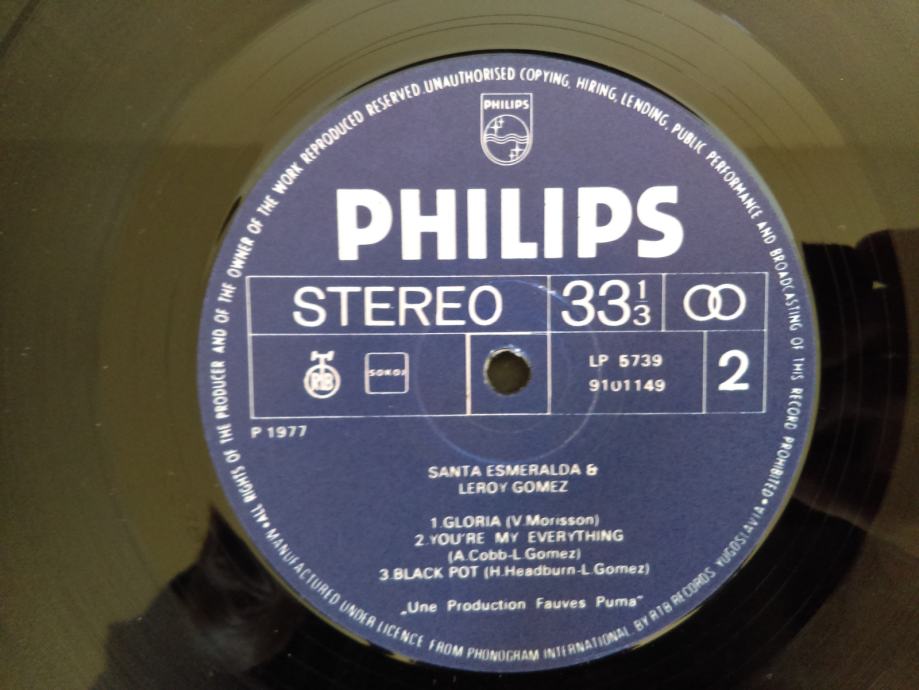 ALL RIGHTS OF THE PRODUCER AND OF THE OWNER OF THE WORK REPRODUCED RESERVED. UNAUTHORISED COPYING, HIRING, LENDING, PUBLIC PERFORMANCE AND BROADCASTING OF THIS RECORD PROHIBITED • MANUFACTURED UNDER LICENCE FROM PHONOGRAM INTERNATIONAL BY RTB RECORDS YUGOSLAVIA •
PHILIPS
PHILIPS
STEREO
33 1/3
RTB
SOKOJ
LP 5739
9101149
2
P 1977
SANTA ESMERALDA &
LEROY GOMEZ
1.GLORIA (V.Morisson)
2.YOU'RE MY EVERYTHING
(A.Cobb-L.Gomez)
3.BLACK POT (H.Headburn-L.Gomez)
„Une Production Fauves Puma"